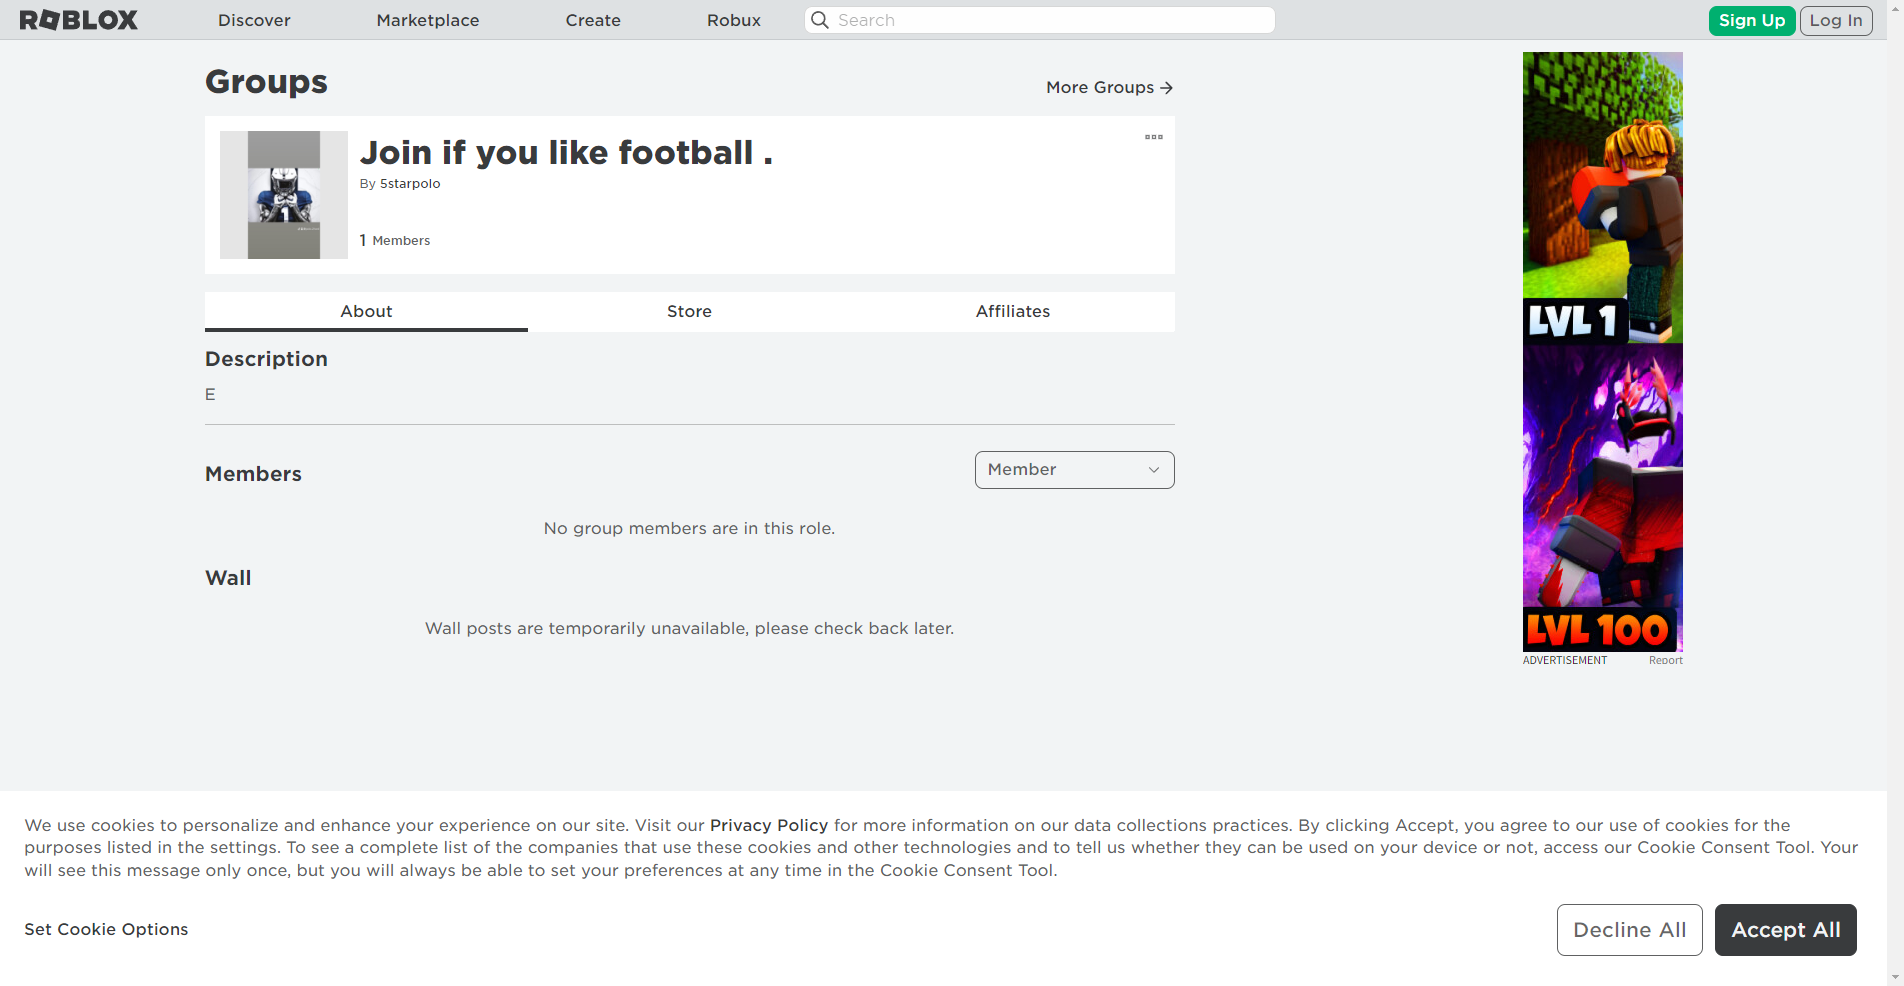 ROBLOX Discover Marketplace Create Robux Search Sign Up Log In
Groups
More Groups →
Join if you like football .
By 5starpolo
1 Members
About Store Affiliates
Description
E
Members
Member
No group members are in this role.
Wall
Wall posts are temporarily unavailable, please check back later.
LVL 1
LVL 100
ADVERTISEMENT Report
We use cookies to personalize and enhance your experience on our site. Visit our Privacy Policy for more information on our data collections practices. By clicking Accept, you agree to our use of cookies for the
purposes listed in the settings. To see a complete list of the companies that use these cookies and other technologies and to tell us whether they can be used on your device or not, access our Cookie Consent Tool. Your
will see this message only once, but you will always be able to set your preferences at any time in the Cookie Consent Tool.
Set Cookie Options
Decline All
Accept All